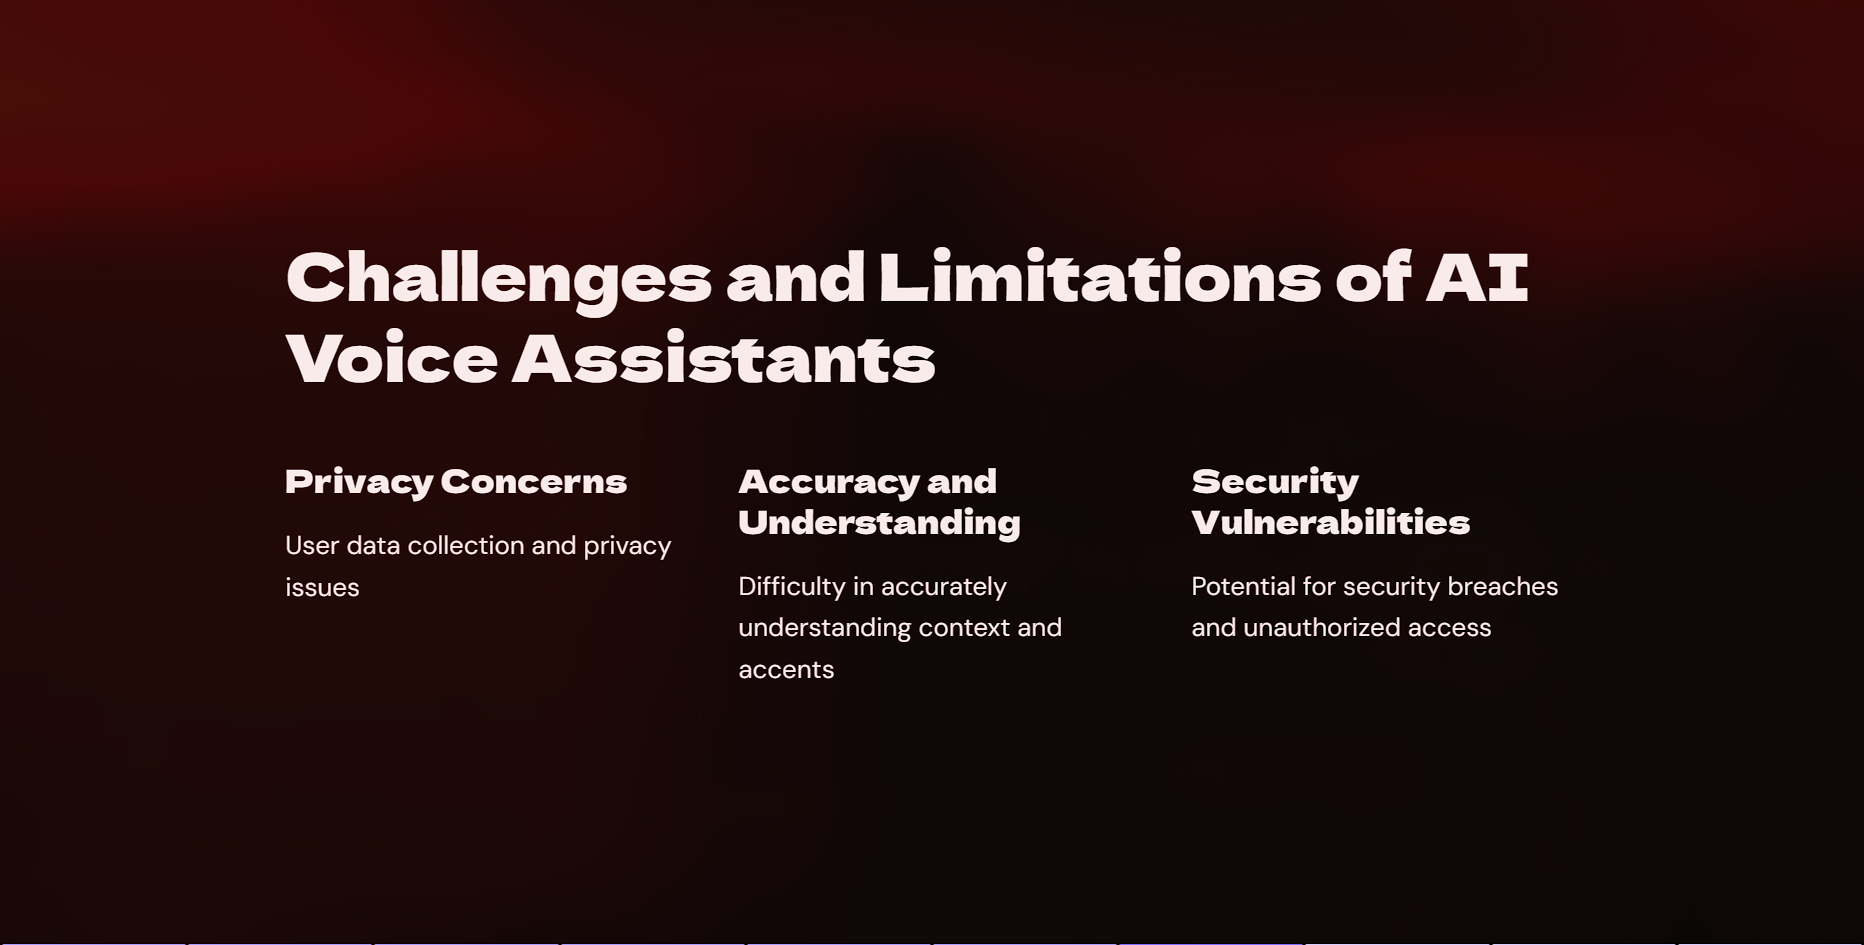 Challenges and Limitations of AI
Voice Assistants
Privacy Concerns
User data collection and privacy
issues
Accuracy and
Understanding
Difficulty in accurately
understanding context and
accents
Security
Vulnerabilities
Potential for security breaches
and unauthorized access